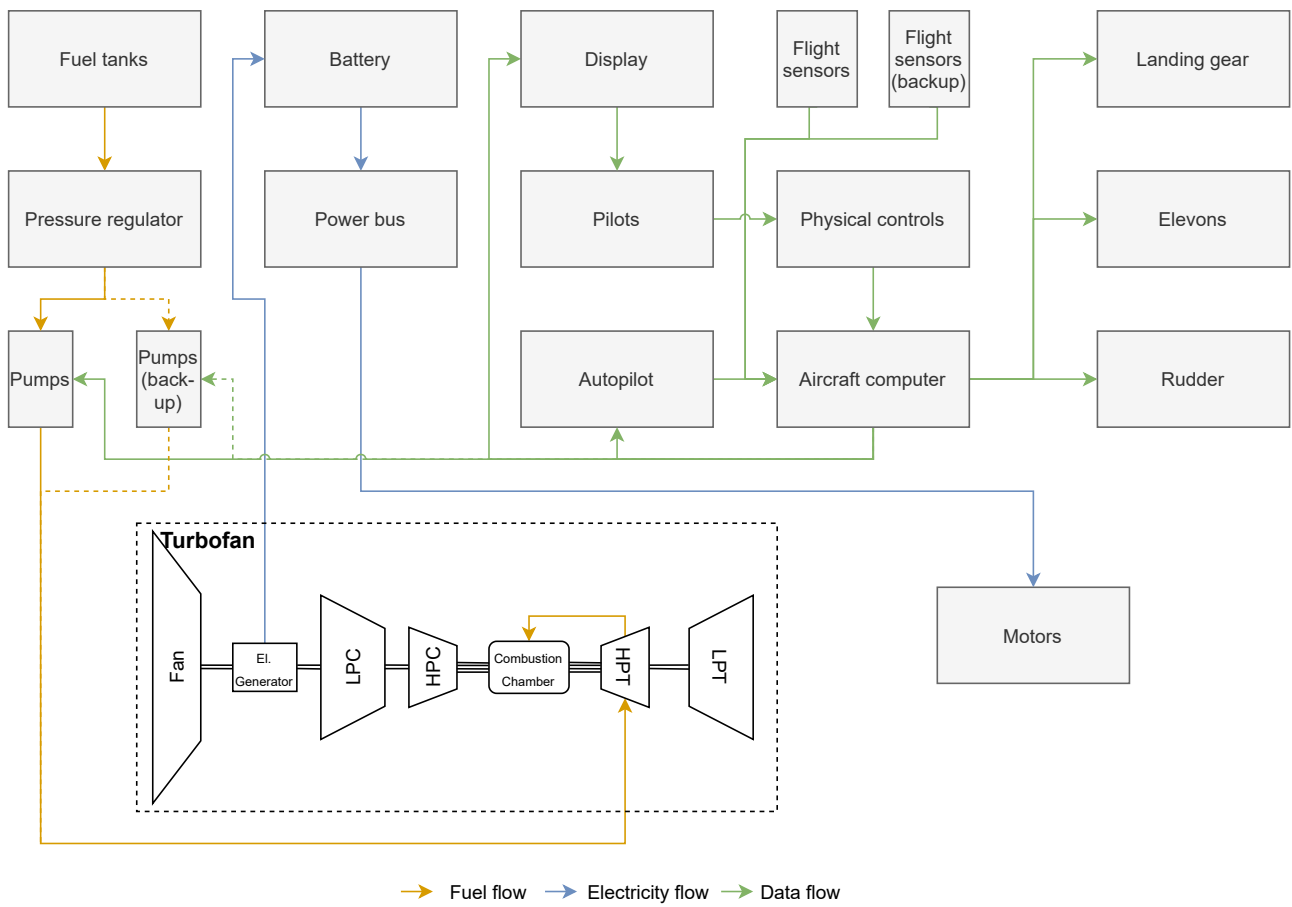 Fuel tanks
Battery
Display
Flight
sensors
Flight
sensors
(backup)
Landing gear
Pressure regulator
Power bus
Pilots
Physical controls
Elevons
Pumps
Pumps
(back-
up)
Autopilot
Aircraft computer
Rudder
Turbofan
Fan
El.
Generator
LPC
HPC
Combustion
Chamber
HPT
LPT
Motors
Fuel flow
Electricity flow
Data flow